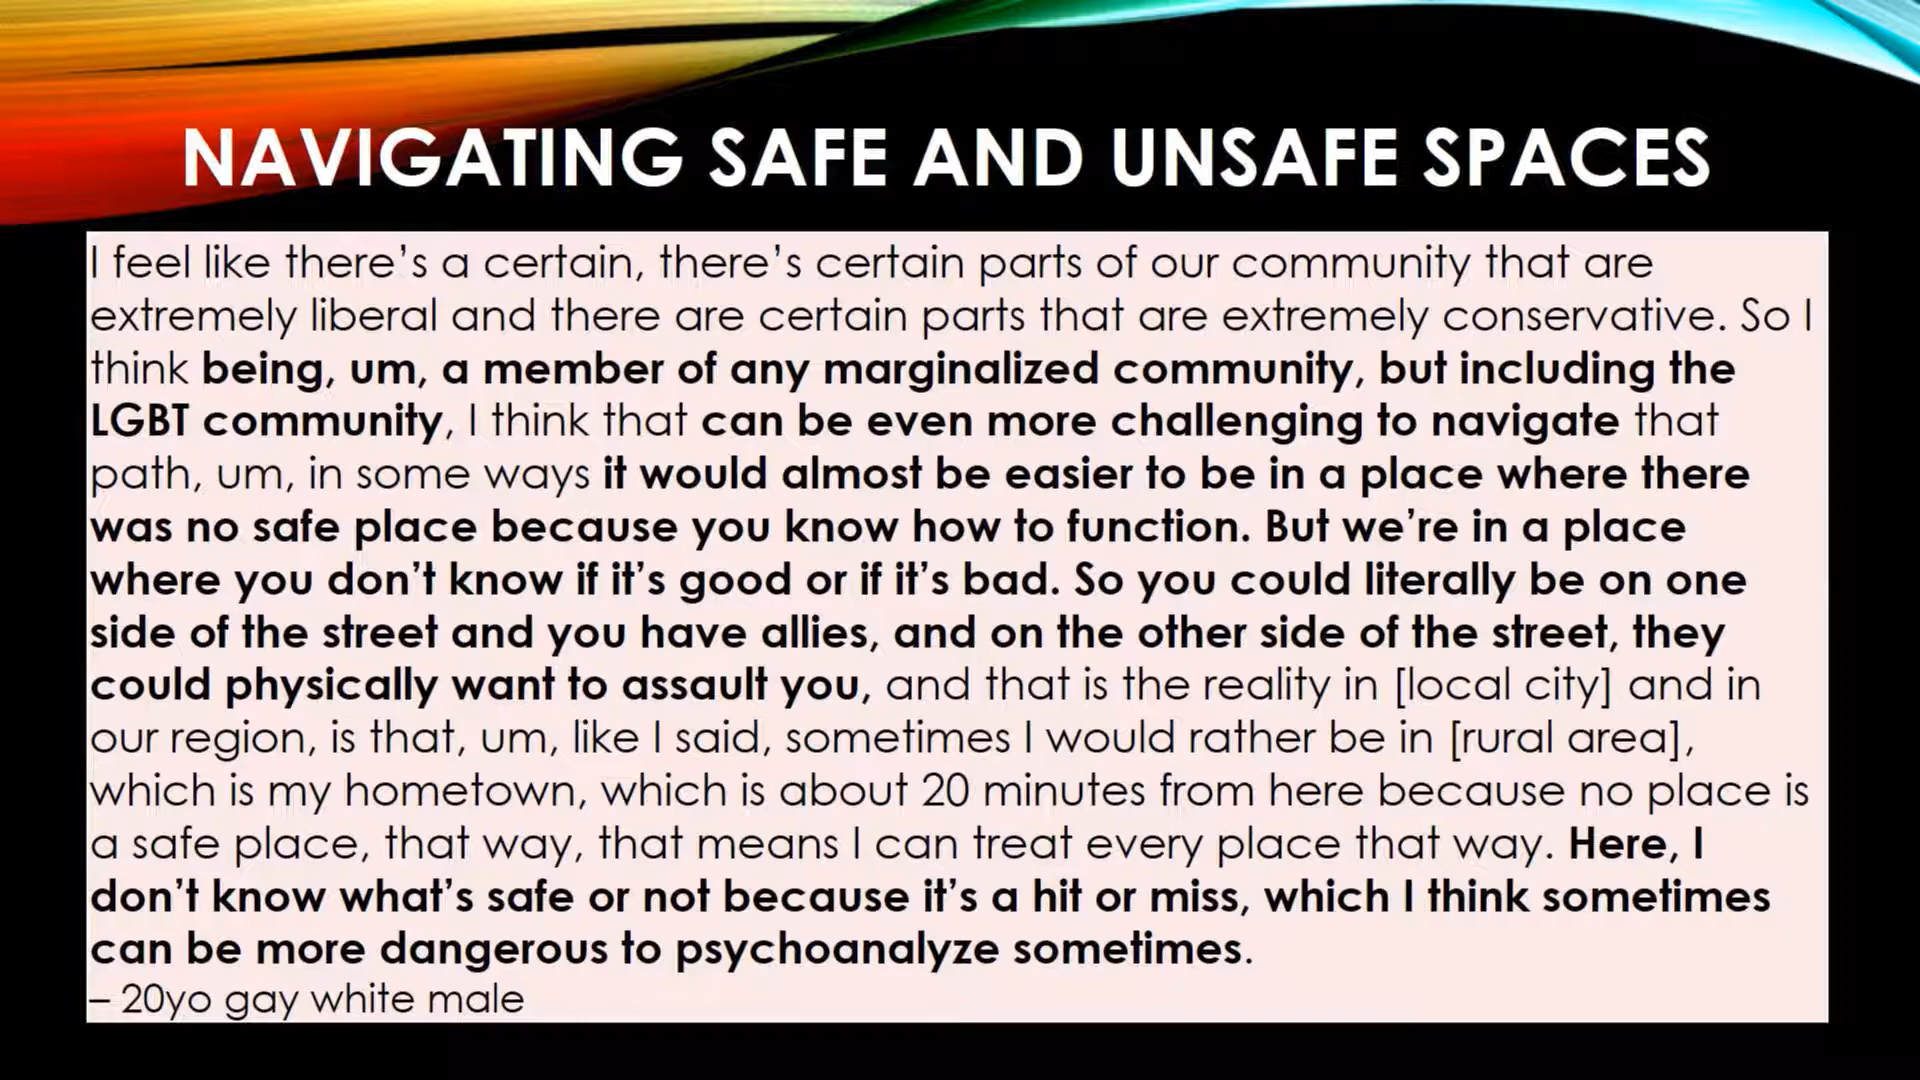 NAVIGATING SAFE AND UNSAFE SPACES
I feel like there's a certain, there's certain parts of our community that are
extremely liberal and there are certain parts that are extremely conservative. So I
think being, um, a member of any marginalized community, but including the
LGBT community, I think that can be even more challenging to navigate that
path, um, in some ways it would almost be easier to be in a place where there
was no safe place because you know how to function. But we're in a place
where you don't know if it's good or if it's bad. So you could literally be on one
side of the street and you have allies, and on the other side of the street, they
could physically want to assault you, and that is the reality in [local city] and in
our region, is that, um, like I said, sometimes I would rather be in [rural area],
which is my hometown, which is about 20 minutes from here because no place is
a safe place, that way, that means I can treat every place that way. Here, I
don't know what's safe or not because it's a hit or miss, which I think sometimes
can be more dangerous to psychoanalyze sometimes.
– 20yo gay white male